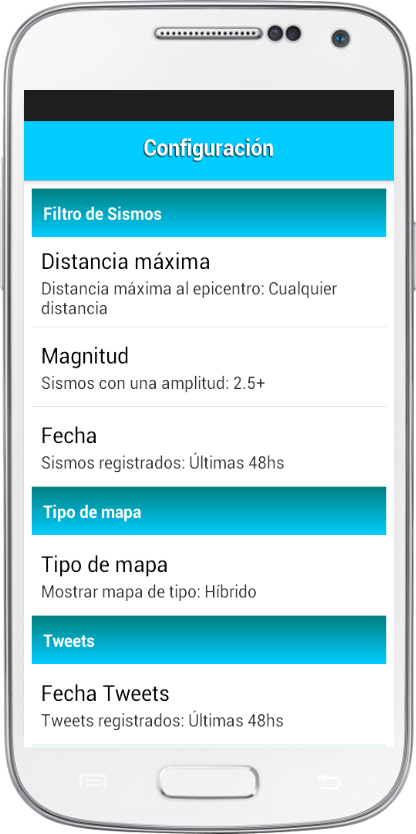 Configuración
Filtro de Sismos
Distancia máxima
Distancia máxima al epicentro: Cualquier
distancia
Magnitud
Sismos con una amplitud: 2.5+
Fecha
Sismos registrados: Últimas 48hs
Tipo de mapa
Tipo de mapa
Mostrar mapa de tipo: Híbrido
Tweets
Fecha Tweets
Tweets registrados: Últimas 48hs